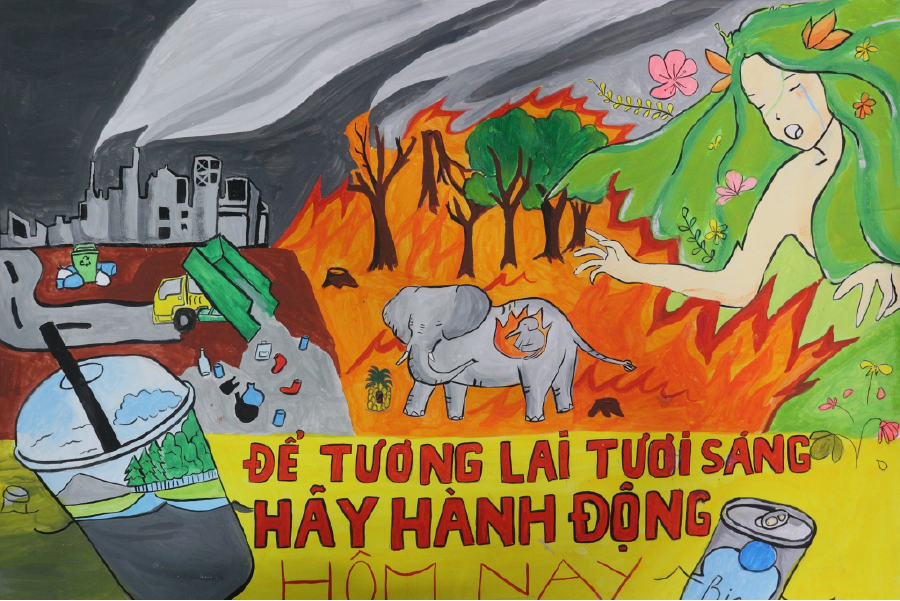 ĐỂ TƯƠNG LAI TƯƠI SÁNG
HÃY HÀNH ĐỘNG
HÔM NAY